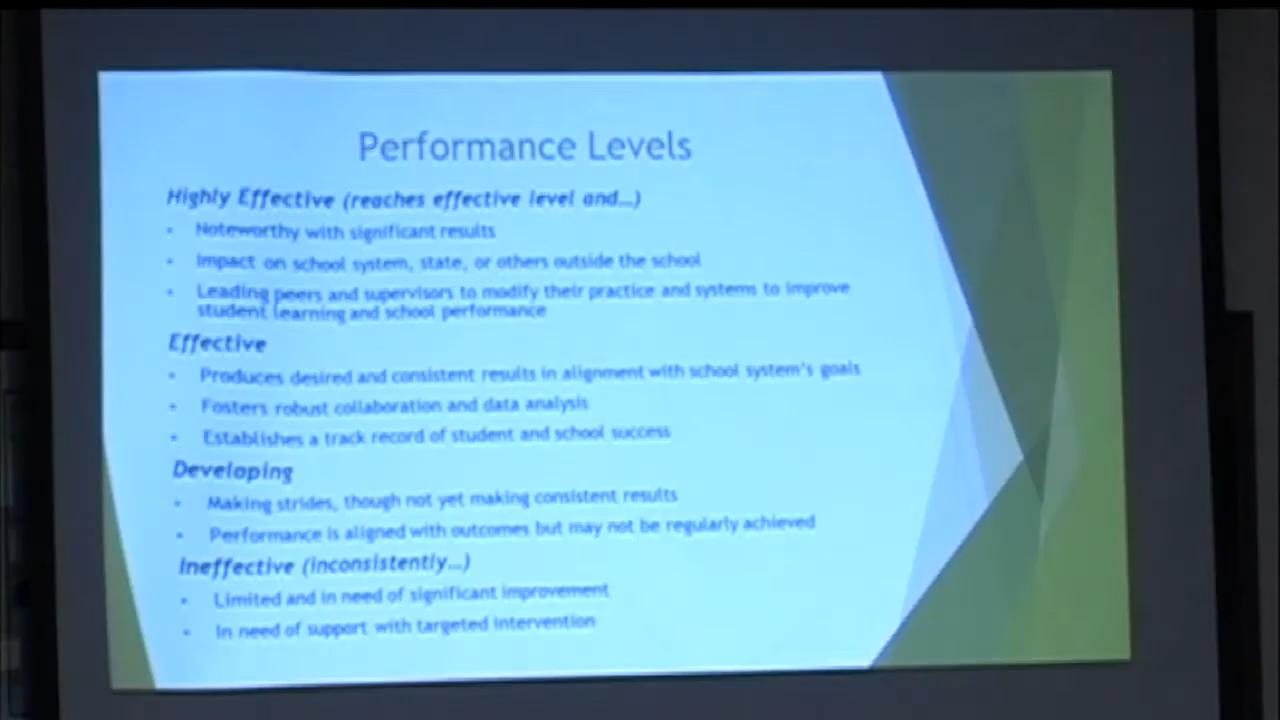 Performance Levels
Highly Effective (reaches effective level and…)
• Noteworthy with significant results
• Impact on school system, state, or others outside the school
• Leading peers and supervisors to modify their practice and systems to improve
student learning and school performance
Effective
• Produces desired and consistent results in alignment with school system's goals
• Fosters robust collaboration and data analysis
• Establishes a track record of student and school success
Developing
• Making strides, though not yet making consistent results
• Performance is aligned with outcomes but may not be regularly achieved
Ineffective (inconsistently…)
• Limited and in need of significant improvement
• In need of support with targeted intervention